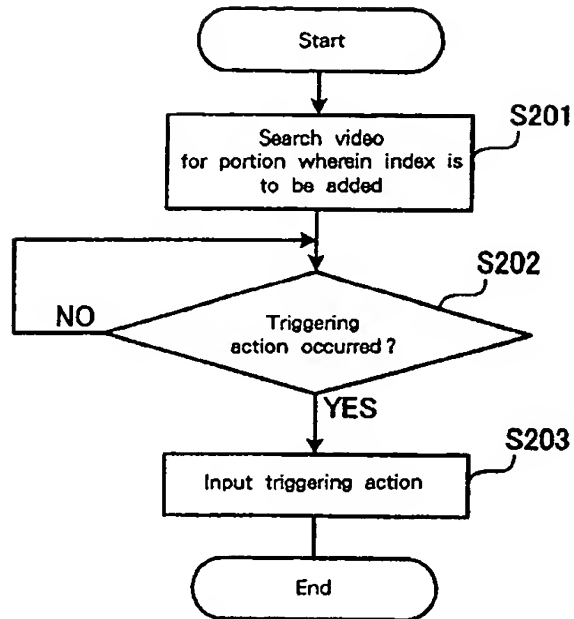 Start
S201
Search video
for portion wherein index is
to be added
S202
NO
Triggering
action occurred?
YES
S203
Input triggering action
End